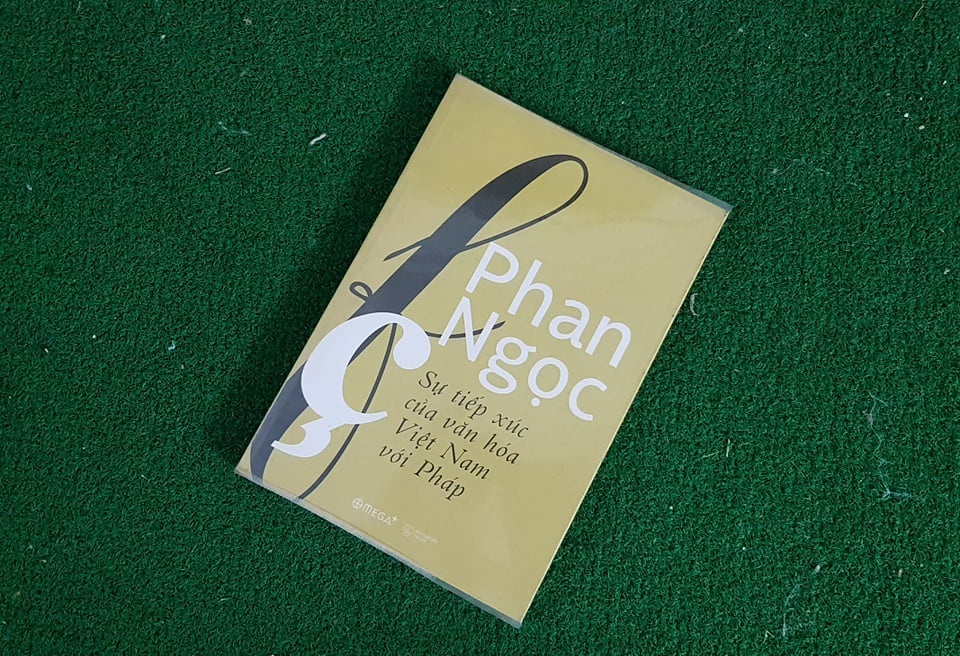 f
ç
Phan
Ngọc
Sự tiếp xúc
của văn hóa
Việt Nam
với Pháp
OMEGA+